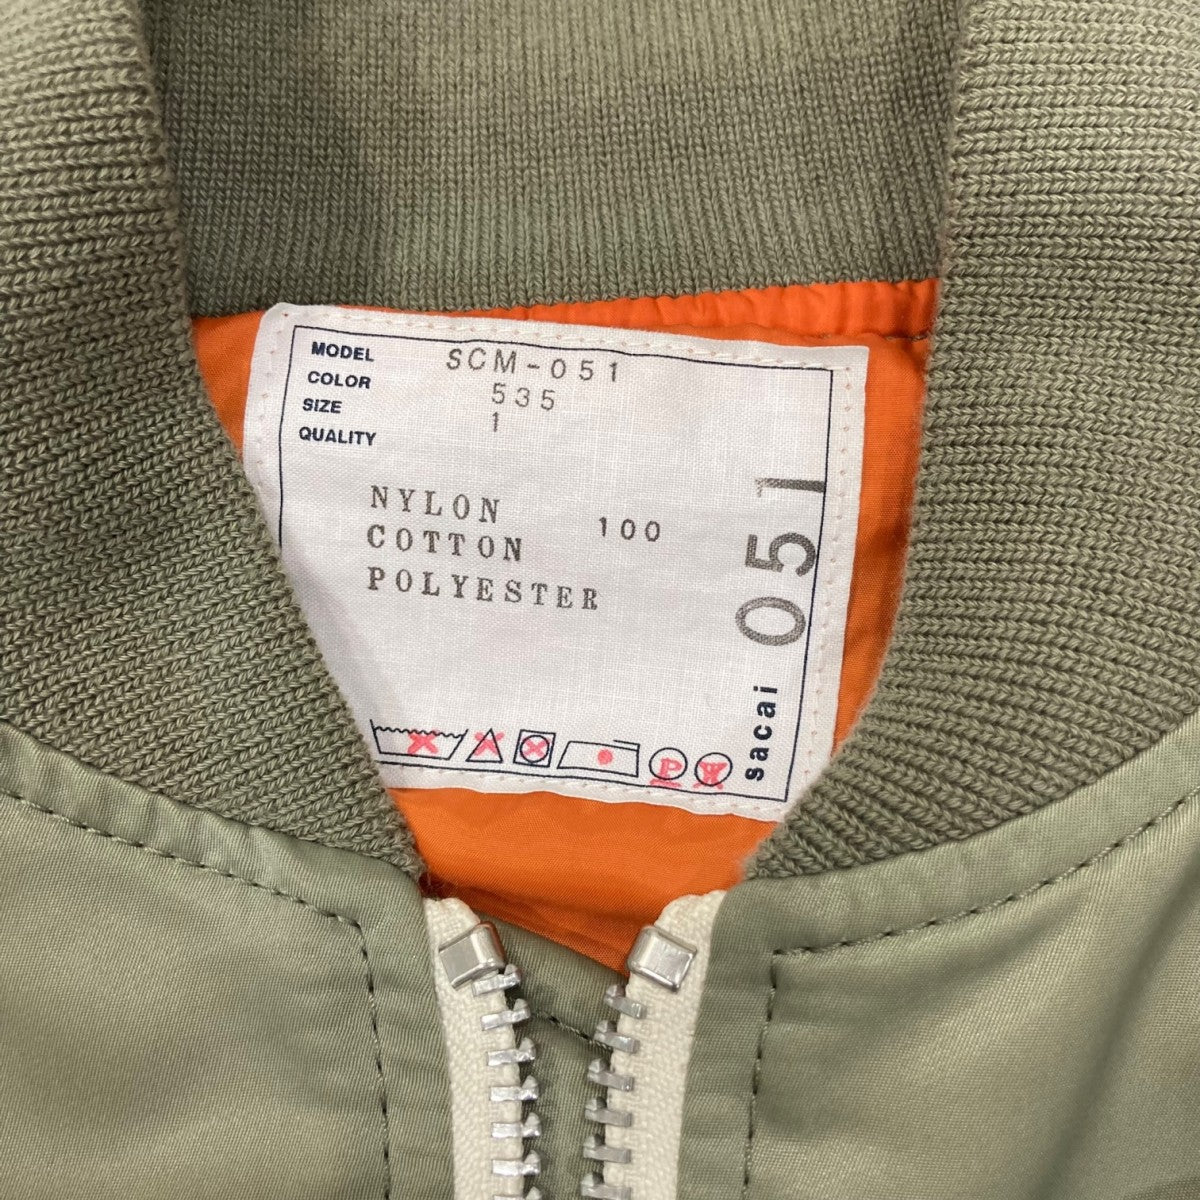 MODEL SCM-051
COLOR 535
SIZE 1
QUALITY
NYLON 100
COTTON
POLYESTER
P W
sacai 051